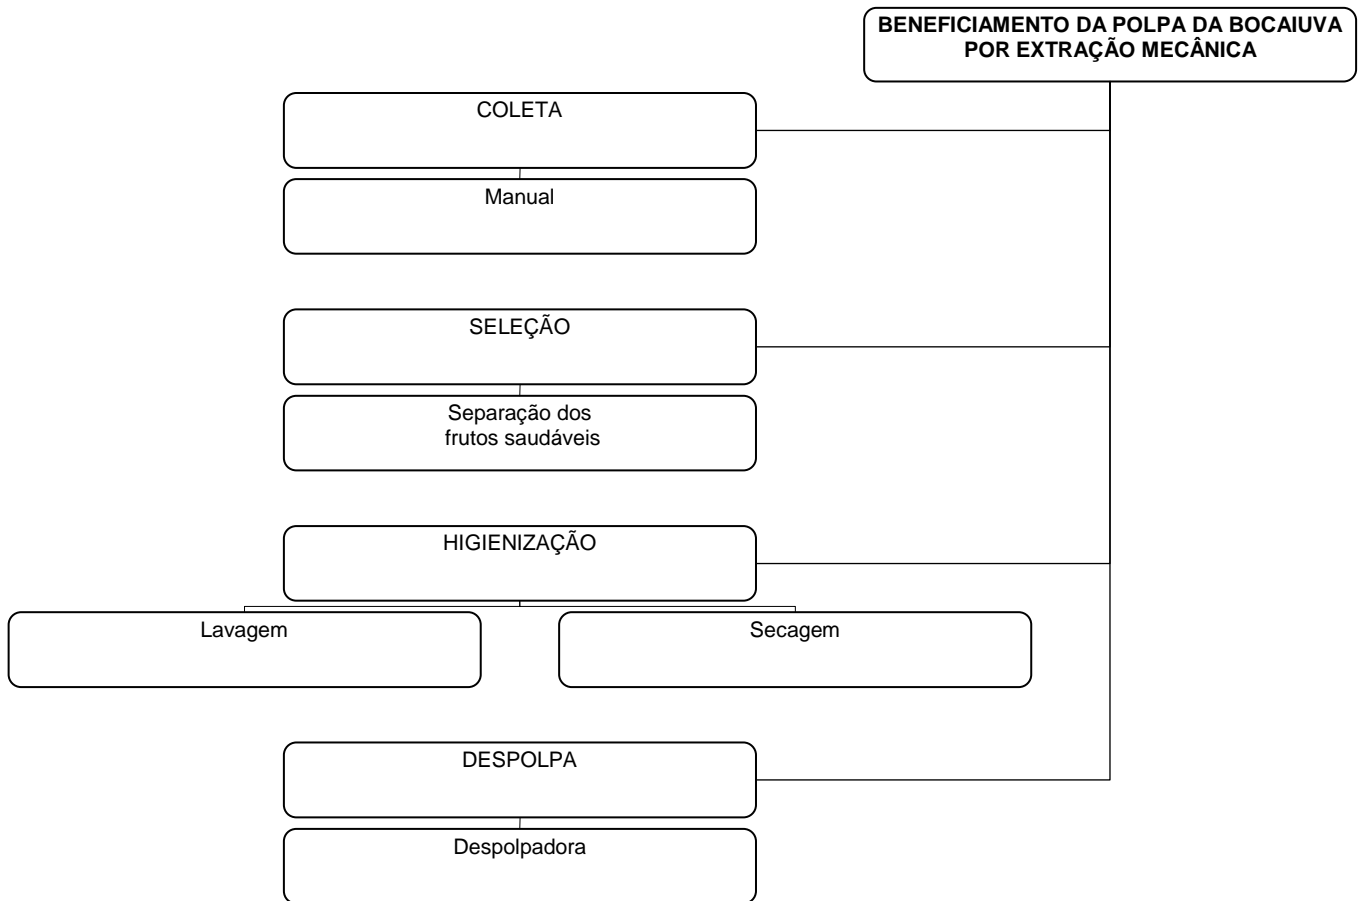 BENEFICIAMENTO DA POLPA DA BOCAIUVA
POR EXTRAÇÃO MECÂNICA
COLETA
Manual
SELEÇÃO
Separação dos
frutos saudáveis
HIGIENIZAÇÃO
Lavagem
Secagem
DESPOLPA
Despolpadora